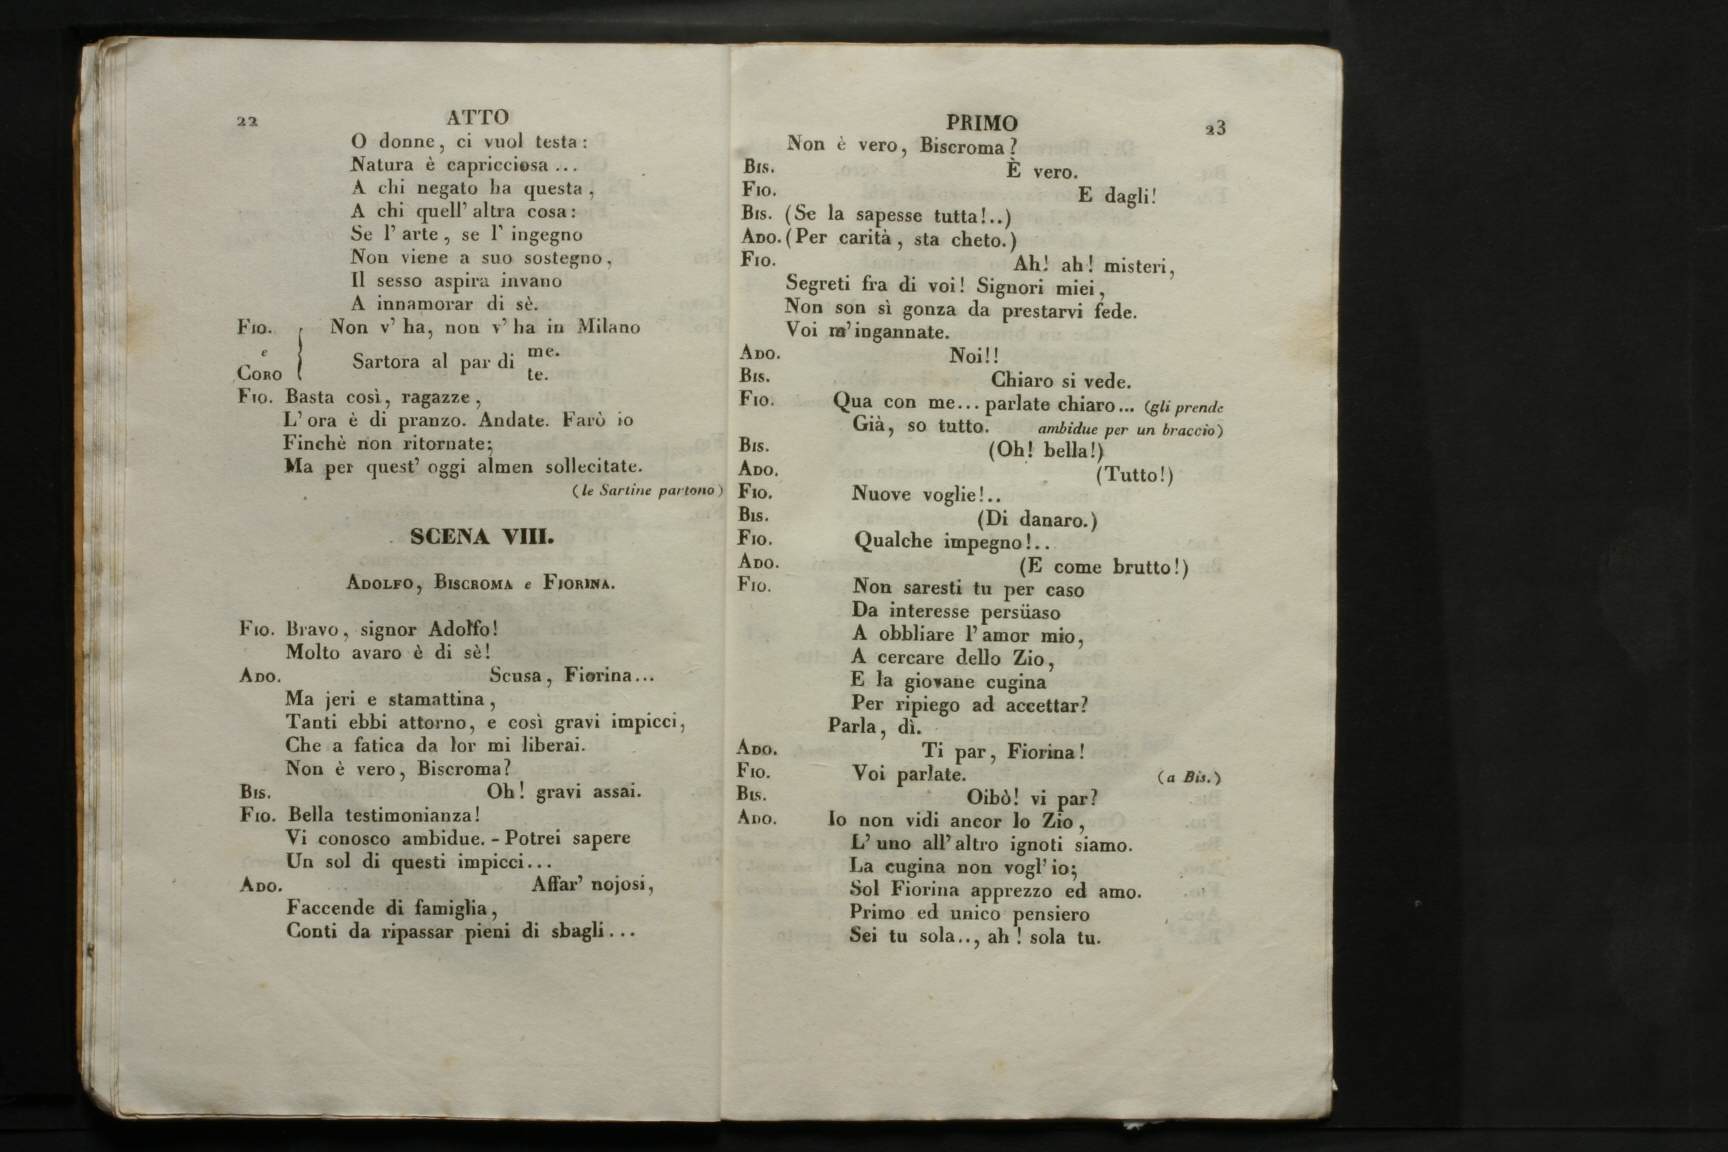 22
ATTO
O donne, ci vuol testa:
Natura è capricciosa...
A chi negato ha questa,
A chi quell' altra cosa:
Se l' arte, se l' ingegno
Non viene a suo sostegno,
Il sesso aspira invano
A innamorar di sè.
FIO. Non v' ha, non v' ha in Milano
e Sartora al par di me.
CORO te.
FIO. Basta così, ragazze,
L' ora è di pranzo. Andate. Farò io
Finchè non ritornate;
Ma per quest' oggi almen sollecitate.
(le Sartine partono)
SCENA VIII.
ADOLFO, BISCROMA e FIORINA.
FIO. Bravo, signor Adolfo!
Molto avaro è di sè!
ADO. Scusa, Fiorina...
Ma jeri e stamattina,
Tanti ebbi attorno, e così gravi impicci,
Che a fatica da lor mi liberai.
Non è vero, Biscroma?
BIS. Oh! gravi assai.
FIO. Bella testimonianza!
Vi conosco ambidue. - Potrei sapere
Un sol di questi impicci...
ADO. Affar' nojosi,
Faccende di famiglia,
Conti da ripassar pieni di sbagli...
PRIMO
23
Non è vero, Biscroma?
BIS. È vero.
FIO. E dagli!
BIS. (Se la sapesse tutta!..)
ADO. (Per carità, sta cheto.)
FIO. Ah! ah! misteri,
Segreti fra di voi! Signori miei,
Non son sì gonza da prestarvi fede.
Voi m' ingannate.
ADO. Noi!!
BIS. Chiaro si vede.
FIO. Qua con me... parlate chiaro... (gli prende
Già, so tutto. ambidue per un braccio)
BIS. (Oh! bella!)
ADO. (Tutto!)
FIO. Nuove voglie!..
BIS. (Di danaro.)
FIO. Qualche impegno!..
ADO. (E come brutto!)
FIO. Non saresti tu per caso
Da interesse persüaso
A obbliare l' amor mio,
A cercare dello Zio,
E la giovane cugina
Per ripiego ad accettar?
Parla, dì.
ADO. Ti par, Fiorina!
FIO. Voi parlate. (a Bis.)
BIS. Oibò! vi par?
ADO. Io non vidi ancor lo Zio,
L' uno all' altro ignoti siamo.
La cugina non vogl' io;
Sol Fiorina apprezzo ed amo.
Primo ed unico pensiero
Sei tu sola.., ah! sola tu.